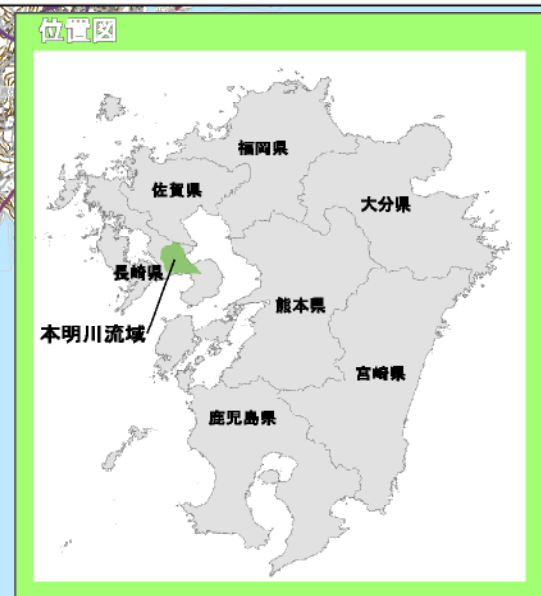 位置図
福岡県
佐賀県
大分県
長崎県
熊本県
本明川流域
宮崎県
鹿児島県